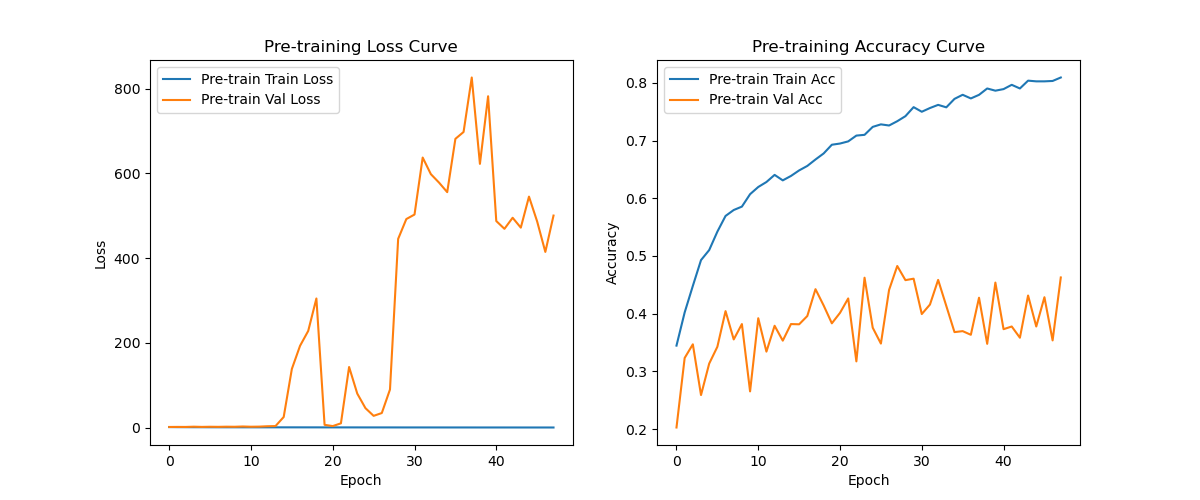 Pre-training Loss Curve
Pre-train Train Loss
Pre-train Val Loss
Loss
800
600
400
200
0
0 10 20 30 40
Epoch
Pre-training Accuracy Curve
Pre-train Train Acc
Pre-train Val Acc
Accuracy
0.8
0.7
0.6
0.5
0.4
0.3
0.2
0 10 20 30 40
Epoch